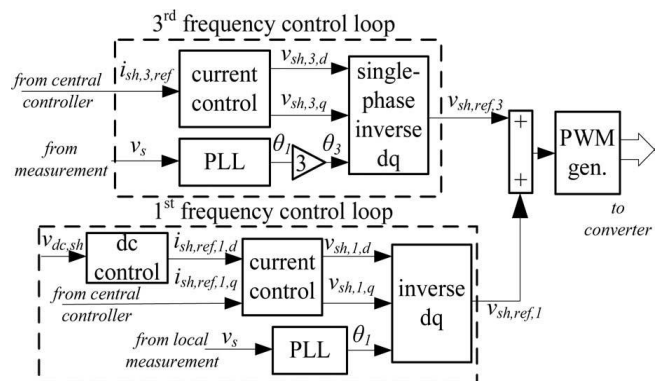 3rd frequency control loop
from central controller
i_sh,3,ref
current control
v_sh,3,d
v_sh,3,q
single-phase inverse dq
v_sh,ref,3
from measurement
v_s
PLL
θ_1
3
θ_3
+
+
PWM gen.
to converter
1st frequency control loop
v_dc,sh
dc control
i_sh,ref,1,d
i_sh,ref,1,q
from central controller
current control
v_sh,1,d
v_sh,1,q
inverse dq
v_sh,ref,1
from local measurement
v_s
PLL
θ_1